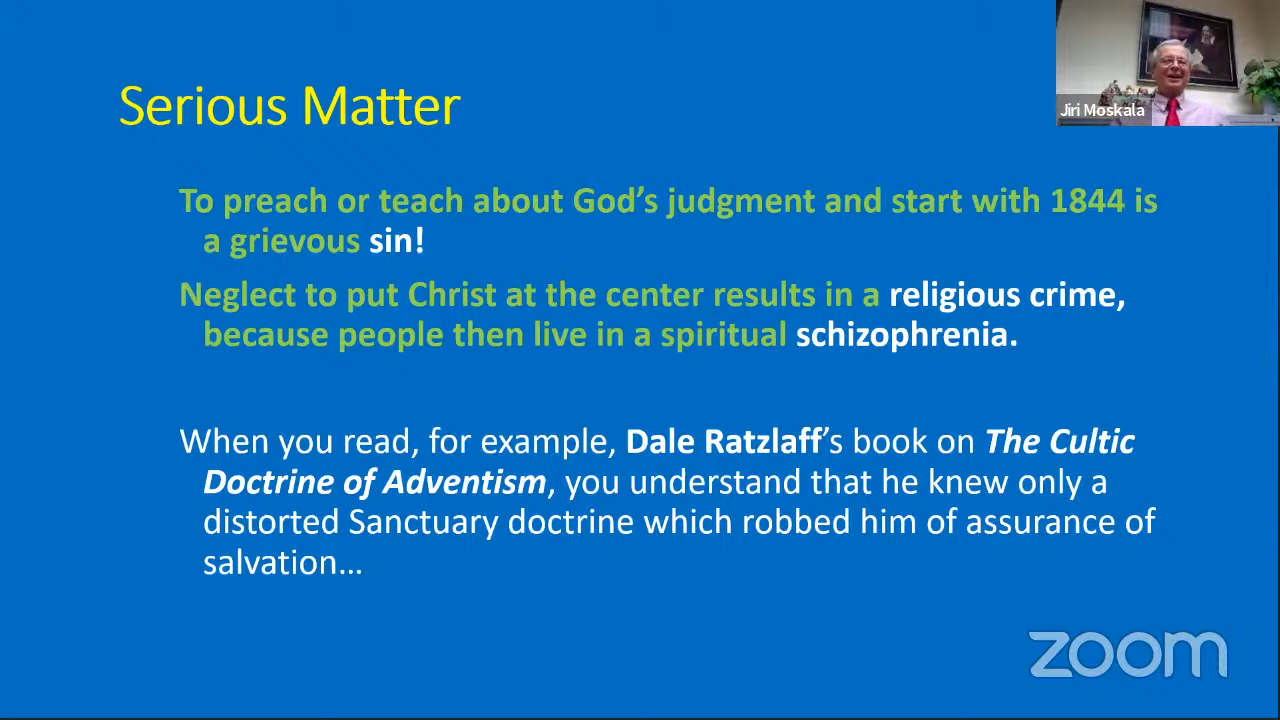 Serious Matter
Jiri Moskala
To preach or teach about God's judgment and start with 1844 is
a grievous sin!
Neglect to put Christ at the center results in a religious crime,
because people then live in a spiritual schizophrenia.
When you read, for example, Dale Ratzlaff's book on The Cultic
Doctrine of Adventism, you understand that he knew only a
distorted Sanctuary doctrine which robbed him of assurance of
salvation...
zoom